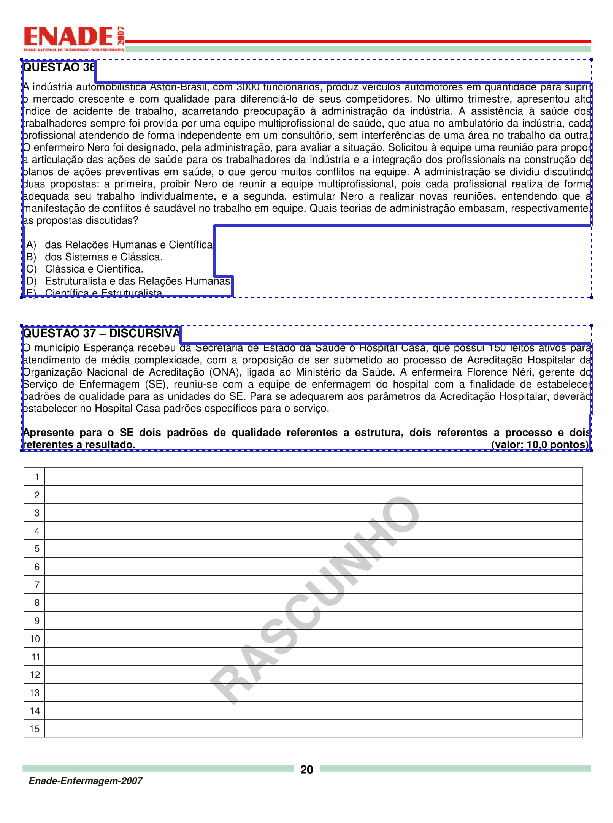 ENADE 2007
EXAME NACIONAL DE DESEMPENHO DOS ESTUDANTES
QUESTÃO 36
A indústria automobilística Aston-Brasil, com 3000 funcionários, produz veículos automotores em quantidade para suprir
o mercado crescente e com qualidade para diferenciá-lo de seus competidores. No último trimestre, apresentou alto
índice de acidente de trabalho, acarretando preocupação à administração da indústria. A assistência à saúde dos
trabalhadores sempre foi provida por uma equipe multiprofissional de saúde, que atua no ambulatório da indústria, cada
profissional atendendo de forma independente em um consultório, sem interferências de uma área no trabalho da outra.
O enfermeiro Nero foi designado, pela administração, para avaliar a situação. Solicitou à equipe uma reunião para propor
a articulação das ações de saúde para os trabalhadores da indústria e a integração dos profissionais na construção de
planos de ações preventivas em saúde, o que gerou muitos conflitos na equipe. A administração se dividiu discutindo
duas propostas: a primeira, proibir Nero de reunir a equipe multiprofissional, pois cada profissional realiza de forma
adequada seu trabalho individualmente, e a segunda, estimular Nero a realizar novas reuniões, entendendo que a
manifestação de conflitos é saudável no trabalho em equipe. Quais teorias de administração embasam, respectivamente,
as propostas discutidas?
A) das Relações Humanas e Científica.
B) dos Sistemas e Clássica.
C) Clássica e Científica.
D) Estruturalista e das Relações Humanas.
E) Científica e Estruturalista.
QUESTÃO 37 – DISCURSIVA
O município Esperança recebeu da Secretaria de Estado da Saúde o Hospital Casa, que possui 150 leitos ativos para
atendimento de média complexidade, com a proposição de ser submetido ao processo de Acreditação Hospitalar da
Organização Nacional de Acreditação (ONA), ligada ao Ministério da Saúde. A enfermeira Florence Néri, gerente do
Serviço de Enfermagem (SE), reuniu-se com a equipe de enfermagem do hospital com a finalidade de estabelecer
padrões de qualidade para as unidades do SE. Para se adequarem aos parâmetros da Acreditação Hospitalar, deverão
estabelecer no Hospital Casa padrões específicos para o serviço.
Apresente para o SE dois padrões de qualidade referentes a estrutura, dois referentes a processo e dois
referentes a resultado. (valor: 10,0 pontos)
1
2
3
4
5
6
7
8
9
10
11
12
13
14
15
RASCUNHO
20
Enade-Enfermagem-2007